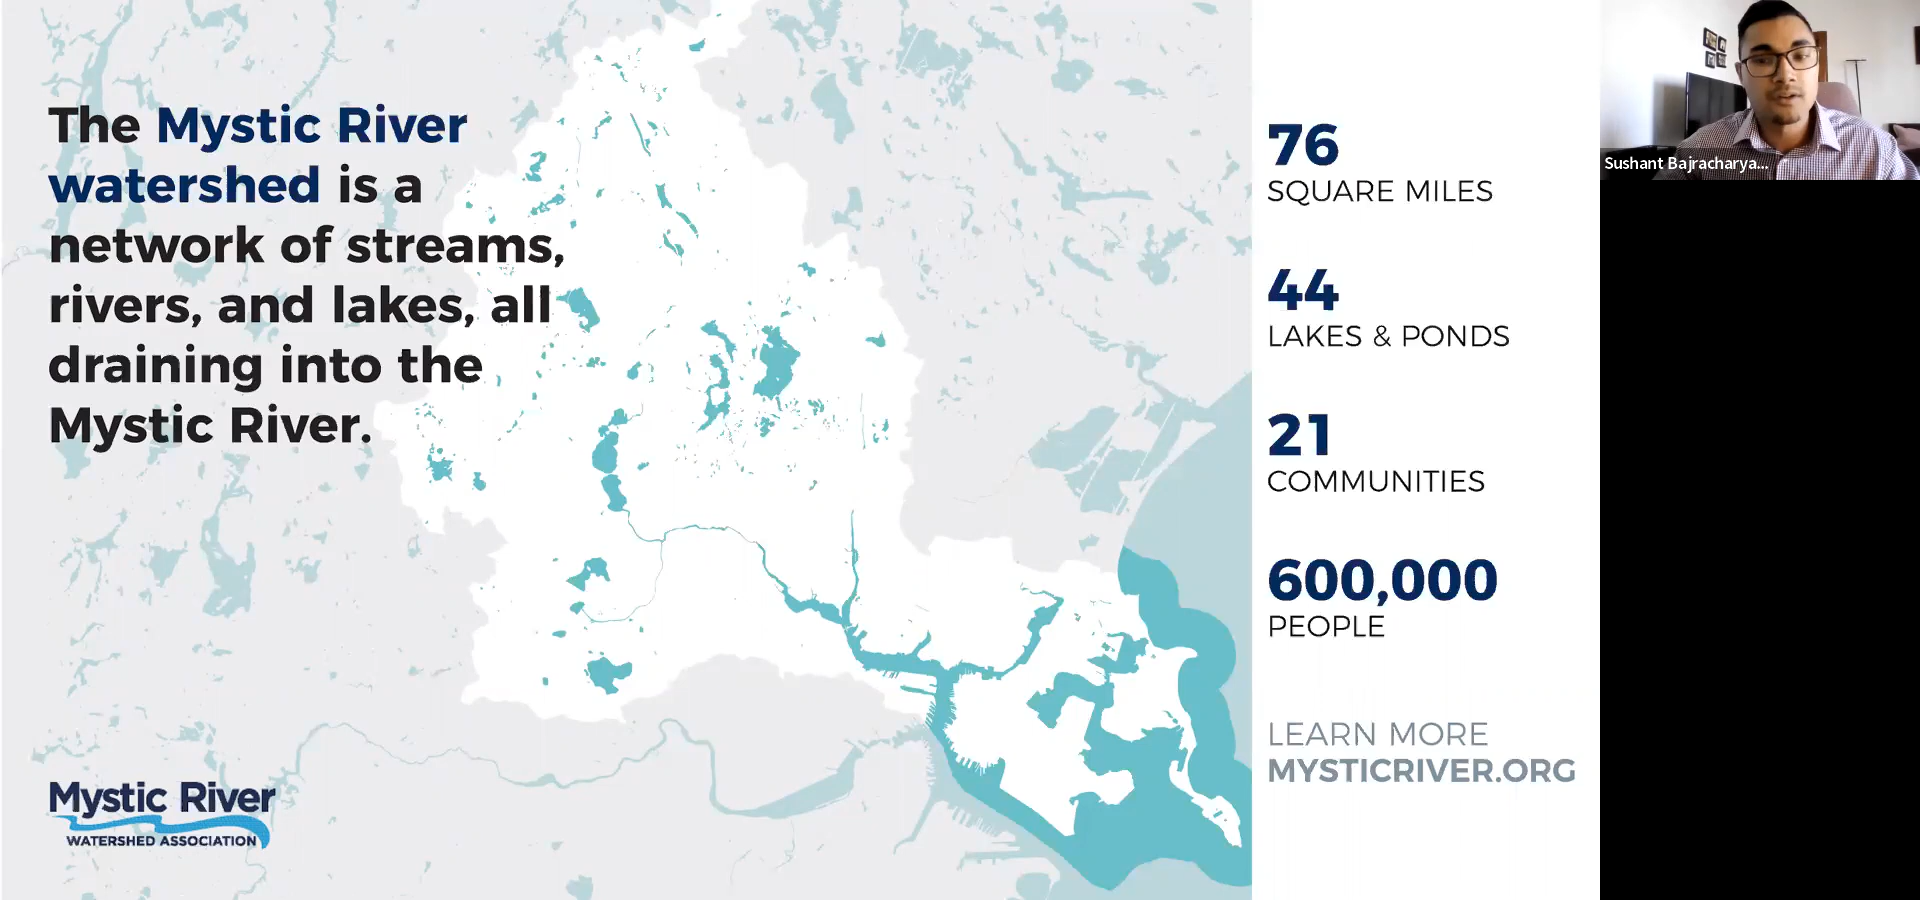 The Mystic River
watershed is a
network of streams,
rivers, and lakes, all
draining into the
Mystic River.
Mystic River
WATERSHED ASSOCIATION
76
SQUARE MILES
44
LAKES & PONDS
21
COMMUNITIES
600,000
PEOPLE
LEARN MORE
MYSTICRIVER.ORG
Sushant Bajracharya...